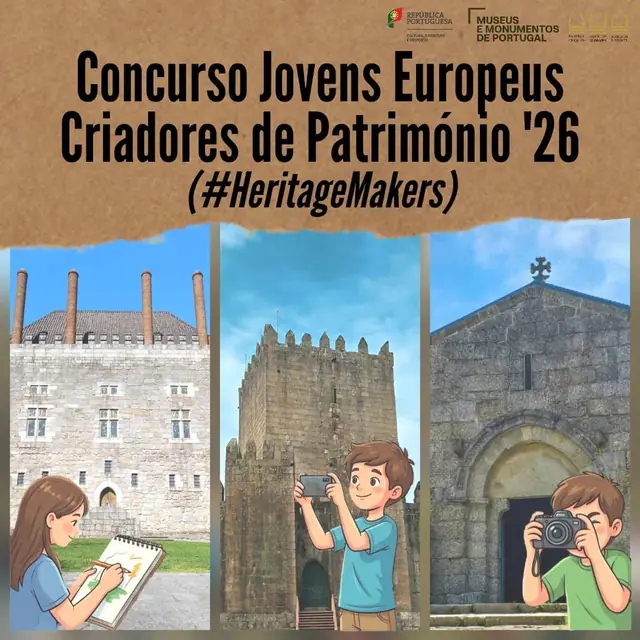 REPÚBLICA
PORTUGUESA
MUSEUS
E MONUMENTOS
DE PORTUGAL
Concurso Jovens Europeus
Criadores de Património '26
(#HeritageMakers)